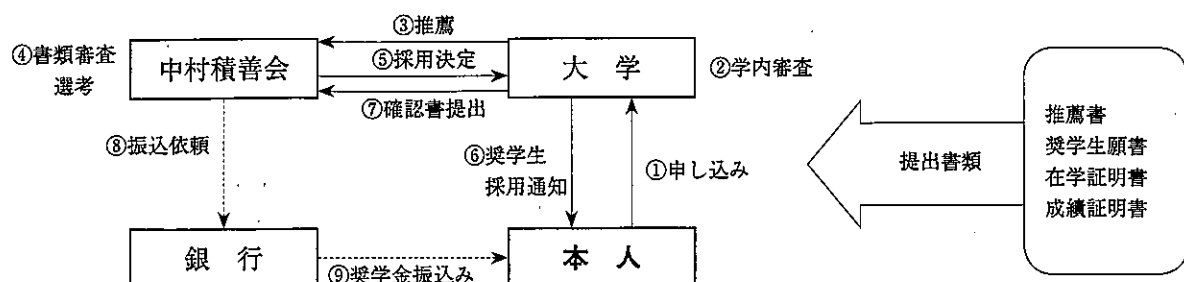 ③推薦
④書類審査
選考
中村積善会
⑤採用決定
大 学
②学内審査
⑦確認書提出
⑧振込依頼
⑥奨学生
採用通知
①申し込み
提出書類
推薦書
奨学生願書
在学証明書
成績証明書
銀 行
⑨奨学金振込み
本 人